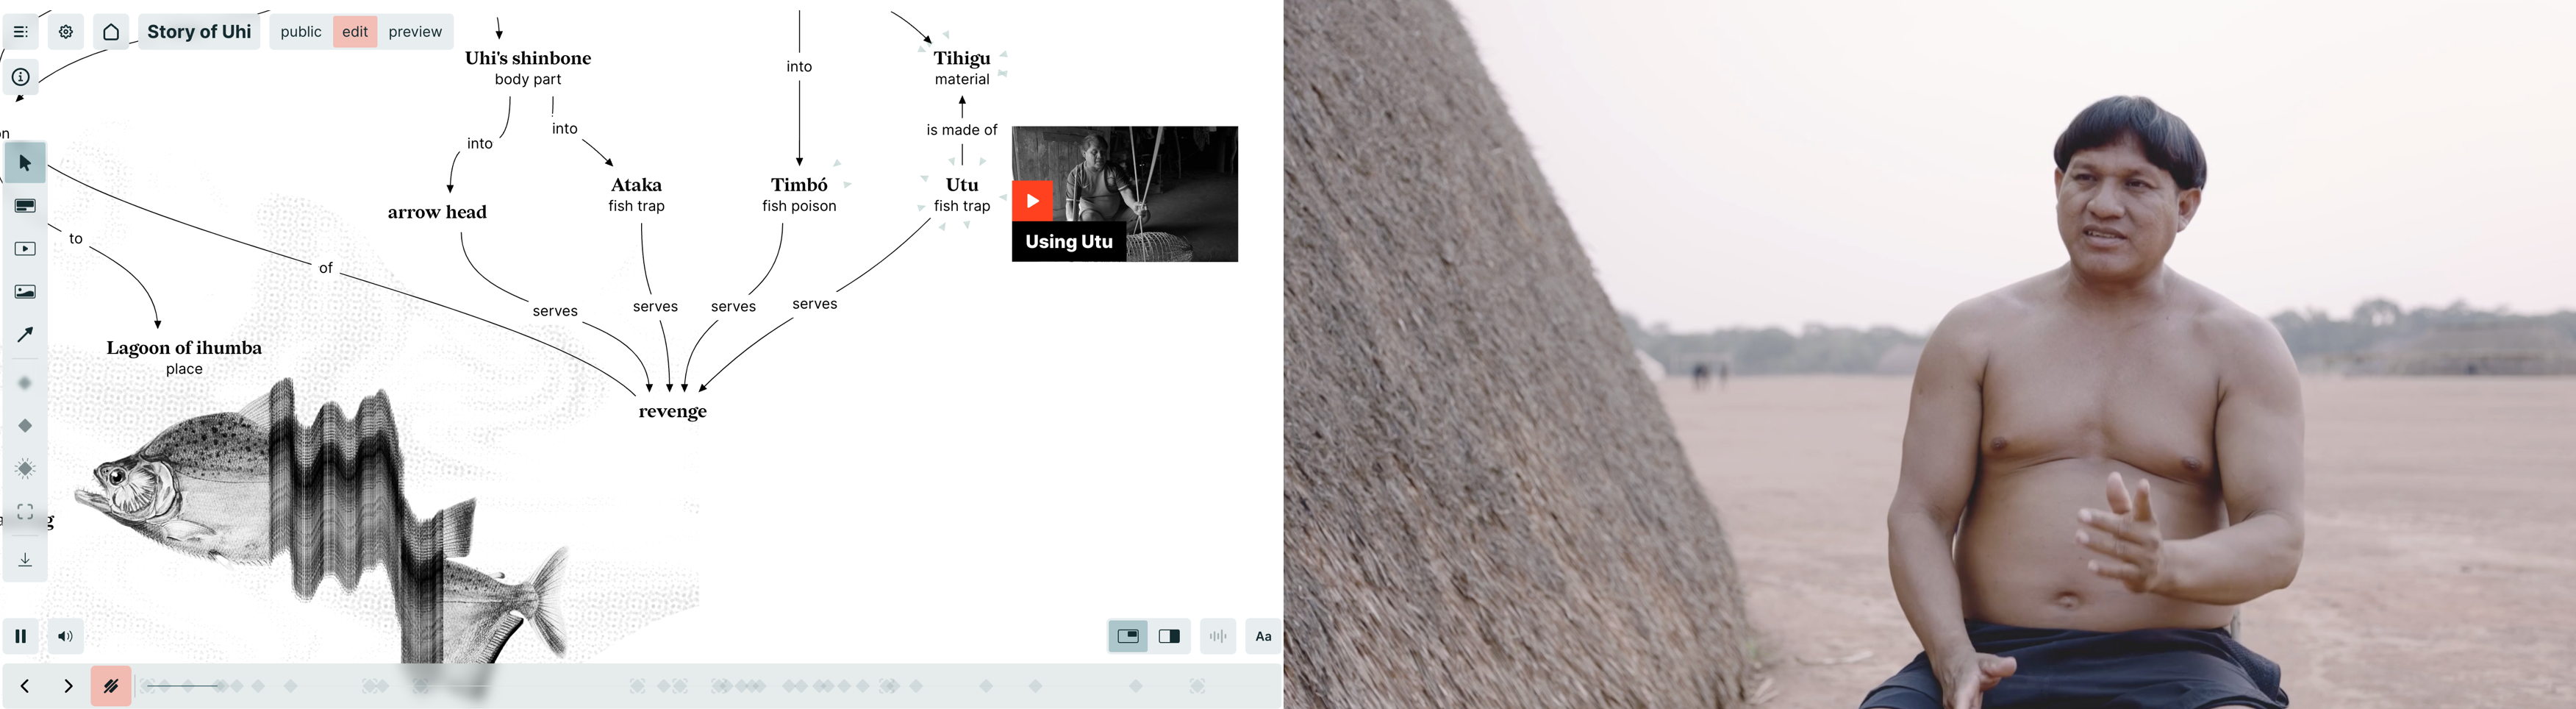 Story of Uhi
public
edit
preview
Uhi's shinbone
body part
into
Tihigu
material
is made of
into
into
arrow head
Ataka
fish trap
Timbó
fish poison
Utu
fish trap
Using Utu
to
of
serves
serves
serves
serves
Lagoon of ihumba
place
revenge
Aa